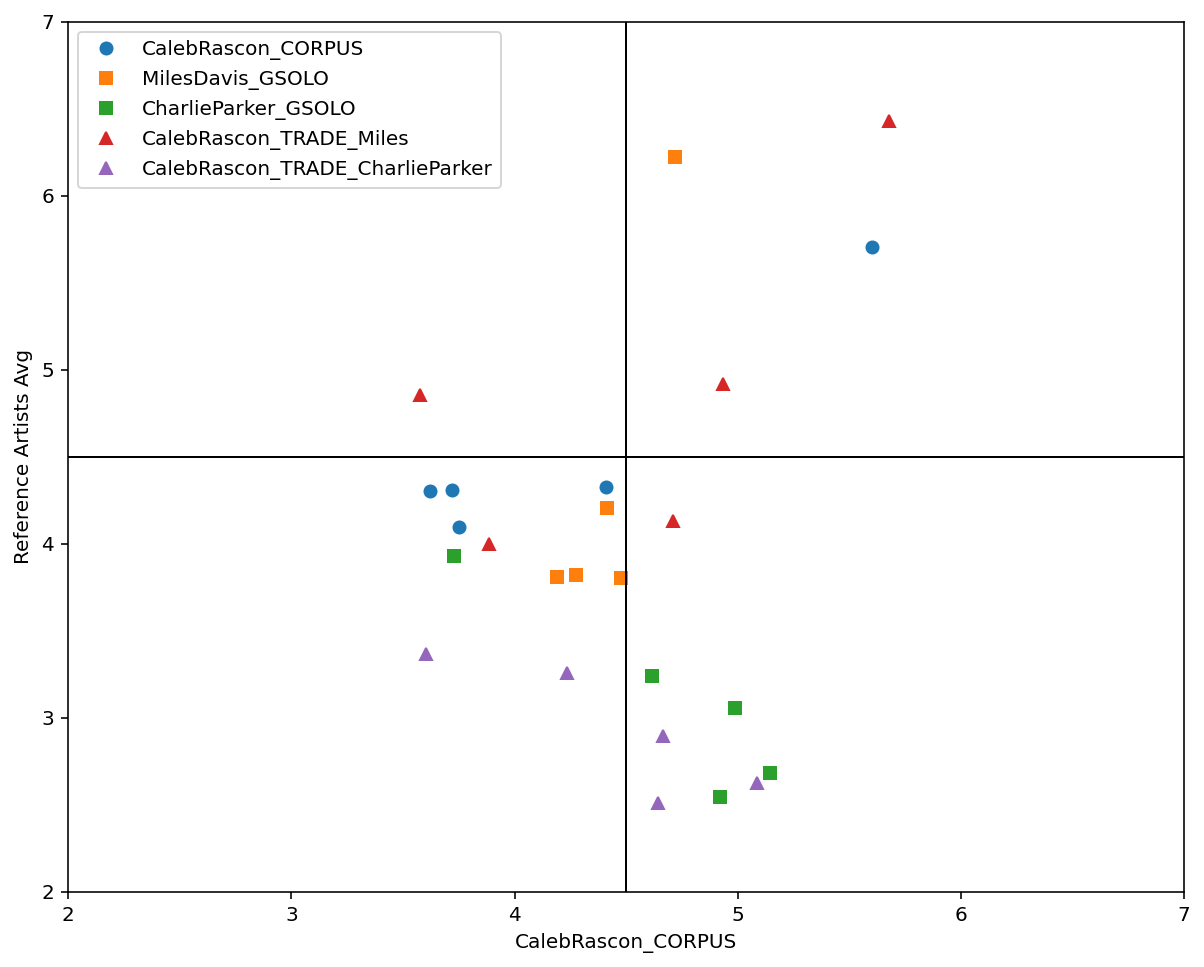 7
CalebRascon_CORPUS
MilesDavis_GSOLO
CharlieParker_GSOLO
CalebRascon_TRADE_Miles
CalebRascon_TRADE_CharlieParker
6
5
Reference Artists Avg
4
3
2
2 3 4 5 6 7
CalebRascon_CORPUS